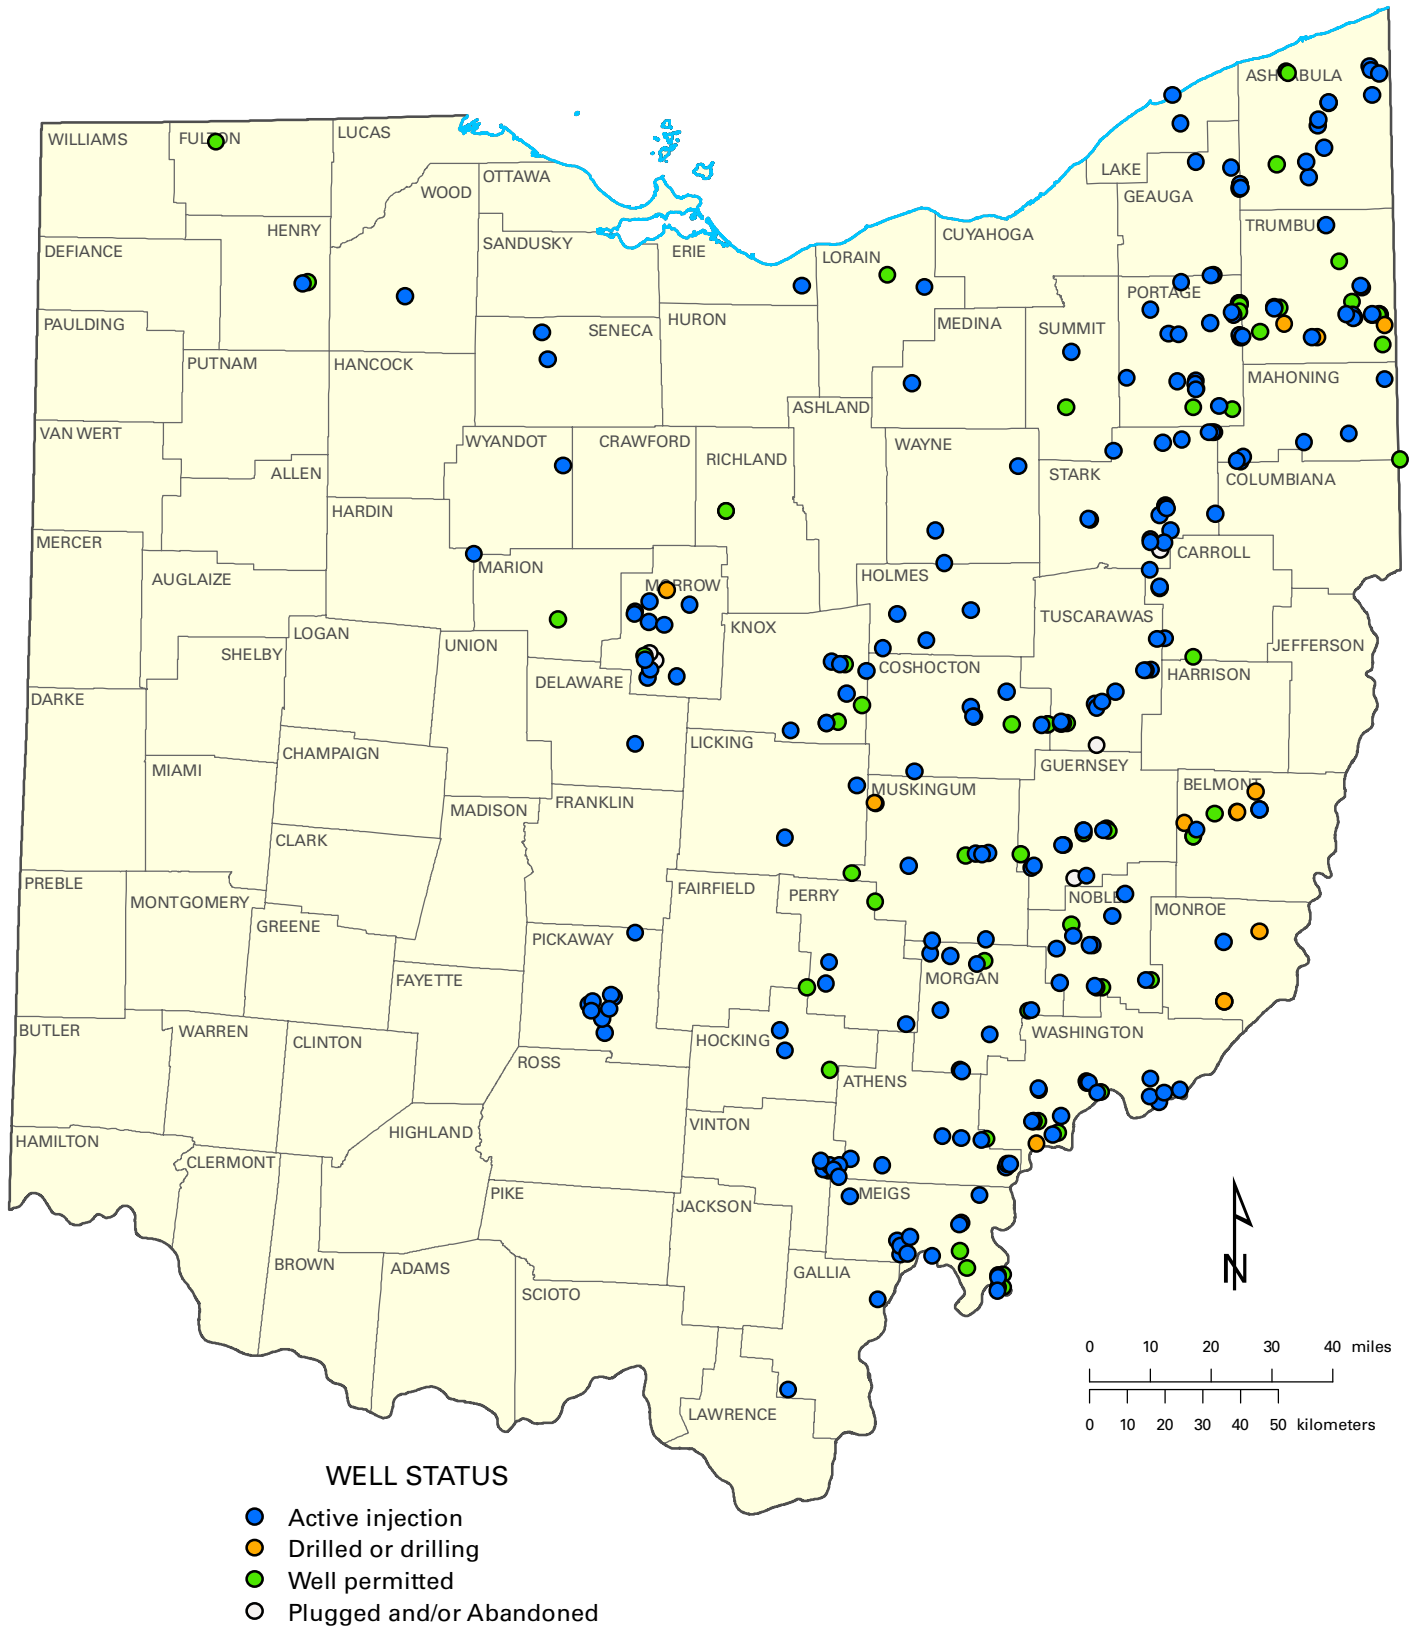 ASHTABULA
WILLIAMS
FULTON
LUCAS
LAKE
OTTAWA
WOOD
GEAUGA
TRUMBULL
HENRY
CUYAHOGA
SANDUSKY
DEFIANCE
ERIE
LORAIN
PORTAGE
PAULDING
HURON
MEDINA
SENECA
SUMMIT
PUTNAM
HANCOCK
MAHONING
ASHLAND
VAN WERT
WYANDOT
CRAWFORD
WAYNE
RICHLAND
ALLEN
STARK
COLUMBIANA
HARDIN
MERCER
CARROLL
MARION
AUGLAIZE
HOLMES
MORROW
TUSCARAWAS
KNOX
LOGAN
UNION
JEFFERSON
SHELBY
COSHOCTON
HARRISON
DELAWARE
DARKE
LICKING
CHAMPAIGN
GUERNSEY
MIAMI
BELMONT
MUSKINGUM
FRANKLIN
MADISON
CLARK
PREBLE
FAIRFIELD
PERRY
NOBLE
MONTGOMERY
MONROE
GREENE
PICKAWAY
FAYETTE
MORGAN
BUTLER
WARREN
WASHINGTON
HOCKING
CLINTON
ROSS
ATHENS
VINTON
HIGHLAND
HAMILTON
CLERMONT
PIKE
MEIGS
JACKSON
BROWN
ADAMS
GALLIA
N
SCIOTO
0 10 20 30 40 miles
LAWRENCE
0 10 20 30 40 50 kilometers
WELL STATUS
Active injection
Drilled or drilling
Well permitted
Plugged and/or Abandoned